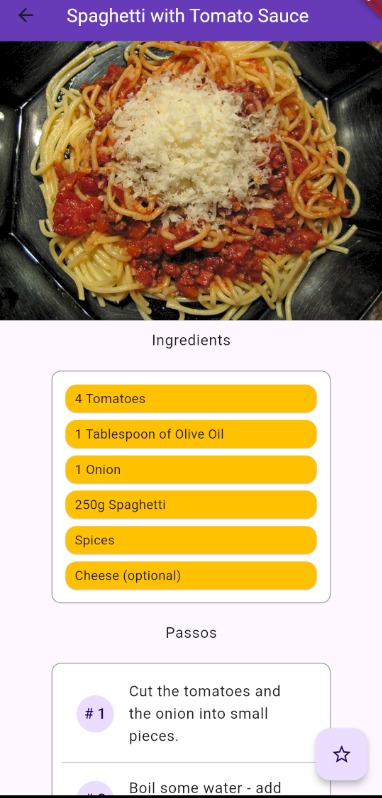 Spaghetti with Tomato Sauce
Ingredients
4 Tomatoes
1 Tablespoon of Olive Oil
1 Onion
250g Spaghetti
Spices
Cheese (optional)
Passos
# 1
Cut the tomatoes and
the onion into small
pieces.
Boil some water - add